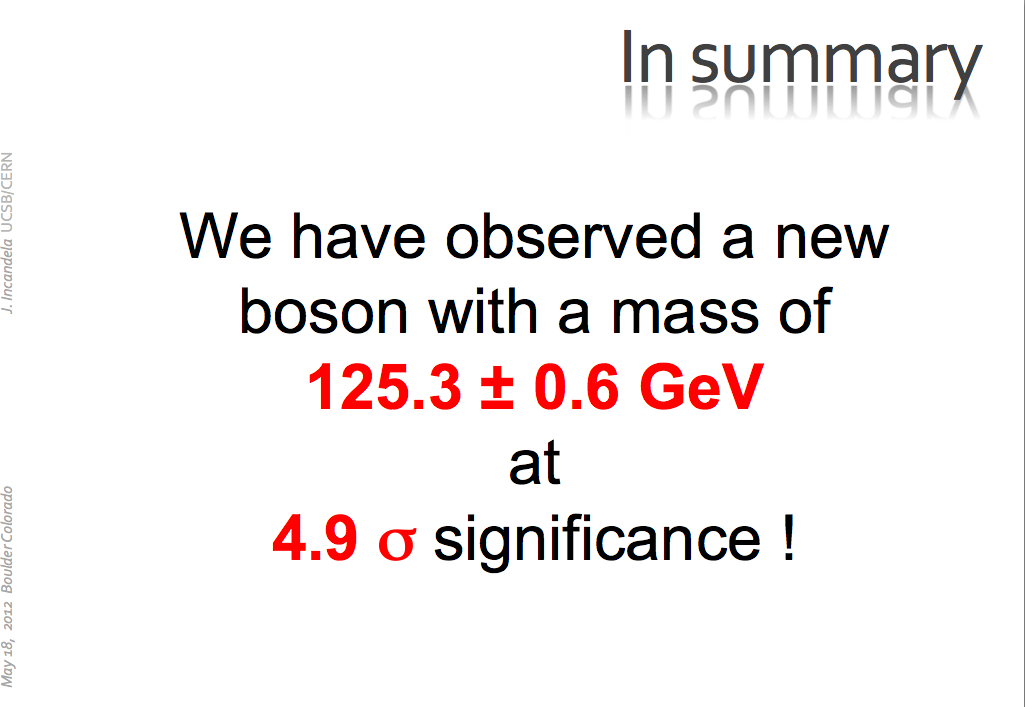 In summary
We have observed a new
boson with a mass of
125.3 ± 0.6 GeV
at
4.9 σ significance !
J. Incandela UCSB/CERN
May 18, 2012 Boulder Colorado